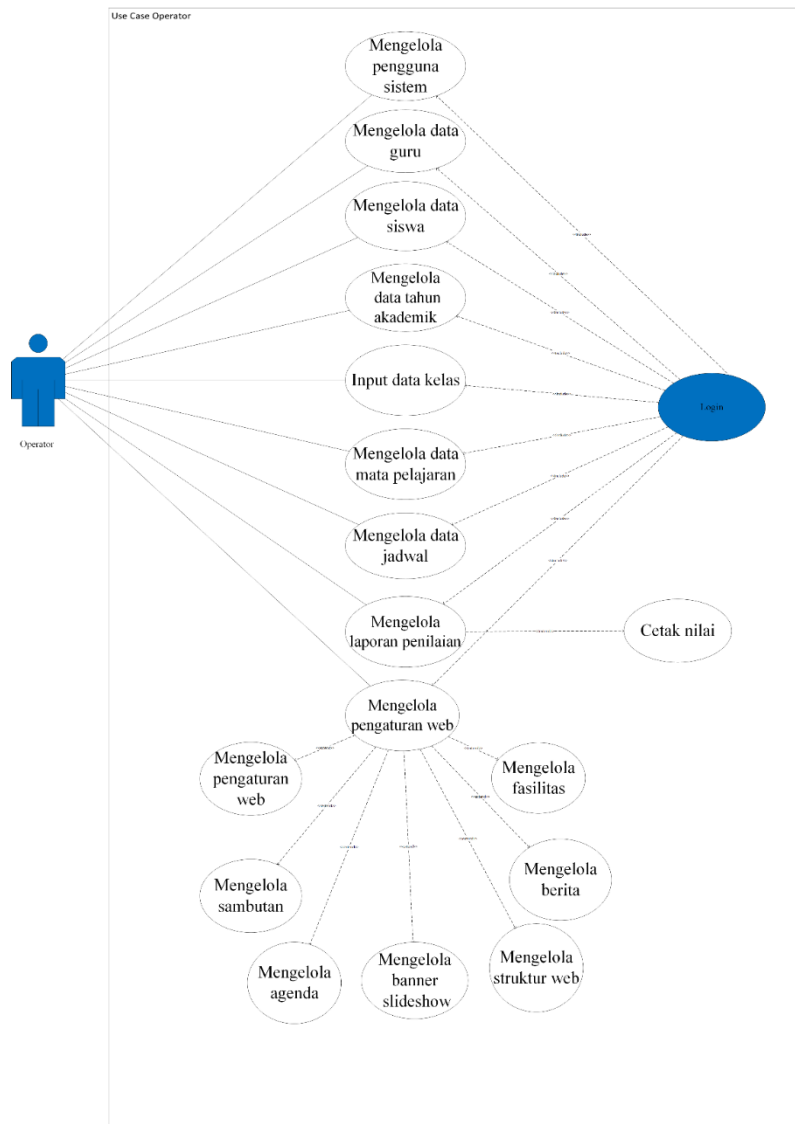 Use Case Operator
Mengelola
pengguna
sistem
Mengelola data
guru
Mengelola data
siswa
Mengelola
data tahun
akademik
Input data kelas
Login
Operator
Mengelola data
mata pelajaran
Mengelola data
jadwal
Mengelola
laporan penilaian
Cetak nilai
Mengelola
pengaturan web
Mengelola
pengaturan
web
Mengelola
fasilitas
Mengelola
sambutan
Mengelola
berita
Mengelola
agenda
Mengelola
banner
slideshow
Mengelola
struktur web